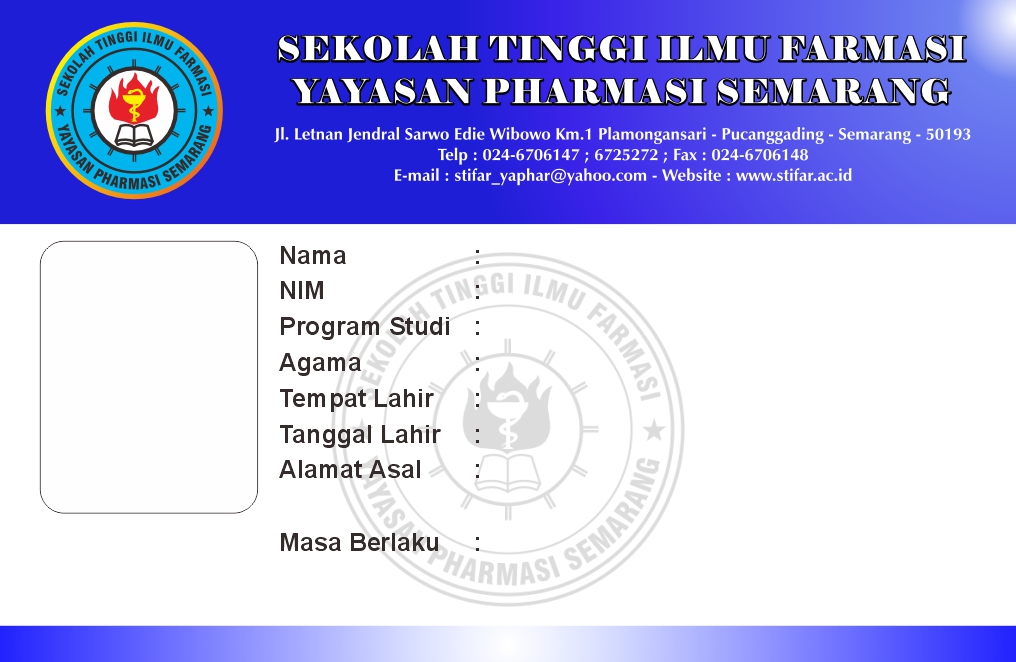 SEKOLAH TINGGI ILMU FARMASI
YAYASAN PHARMASI SEMARANG
SEKOLAH TINGGI ILMU FARMASI
YAYASAN PHARMASI SEMARANG
Jl. Letnan Jendral Sarwo Edie Wibowo Km.1 Plamongansari - Pucanggading - Semarang - 50193
Telp : 024-6706147 ; 6725272 ; Fax : 024-6706148
E-mail : stifar_yaphar@yahoo.com - Website : www.stifar.ac.id
Nama :
NIM :
Program Studi :
Agama :
Tempat Lahir :
Tanggal Lahir :
Alamat Asal :
Masa Berlaku :
SEKOLAH TINGGI ILMU FARMASI
YAYASAN PHARMASI SEMARANG